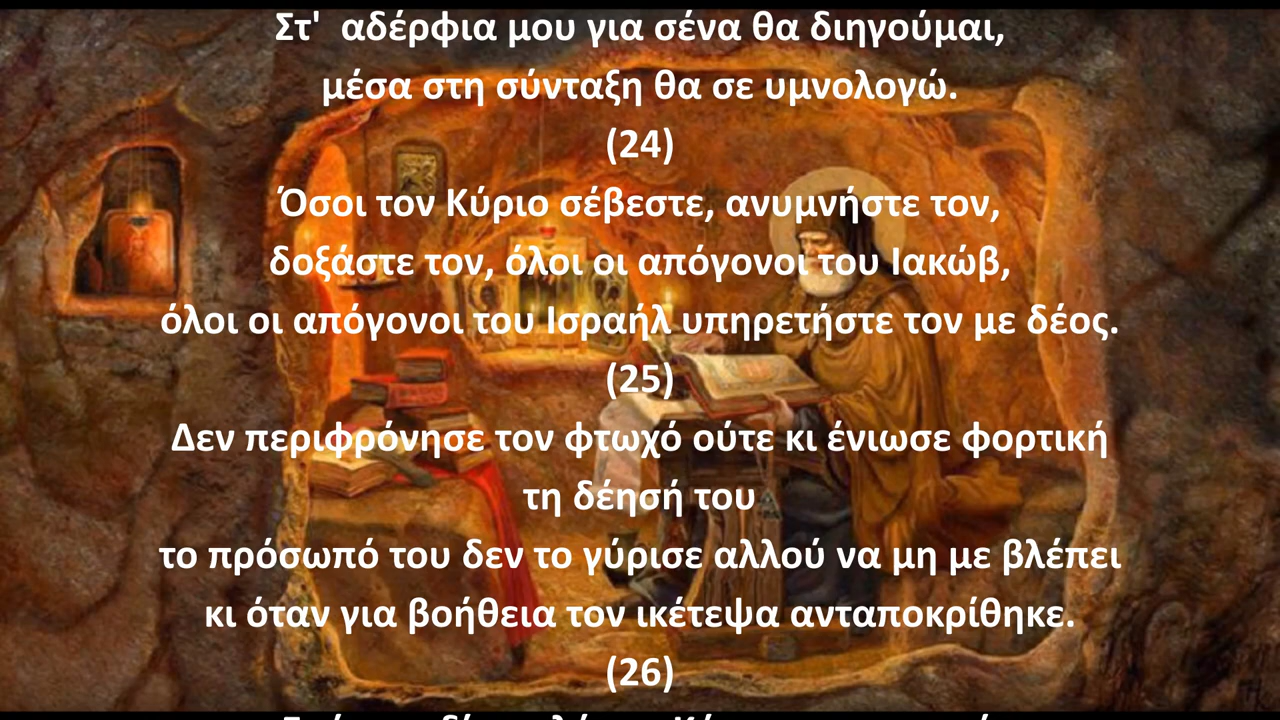 Στ' αδέρφια μου για σένα θα διηγούμαι,
μέσα στη σύνταξη θα σε υμνολογώ.
(24)
Όσοι τον Κύριο σέβεστε, ανυμνήστε τον,
δοξάστε τον, όλοι οι απόγονοι του Ιακώβ,
όλοι οι απόγονοι του Ισραήλ υπηρετήστε τον με δέος.
(25)
Δεν περιφρόνησε τον φτωχό ούτε κι ένιωσε φορτική
τη δέησή του
το πρόσωπό του δεν το γύρισε αλλού να μη με βλέπει
κι όταν για βοήθεια τον ικέτεψα ανταποκρίθηκε.
(26)